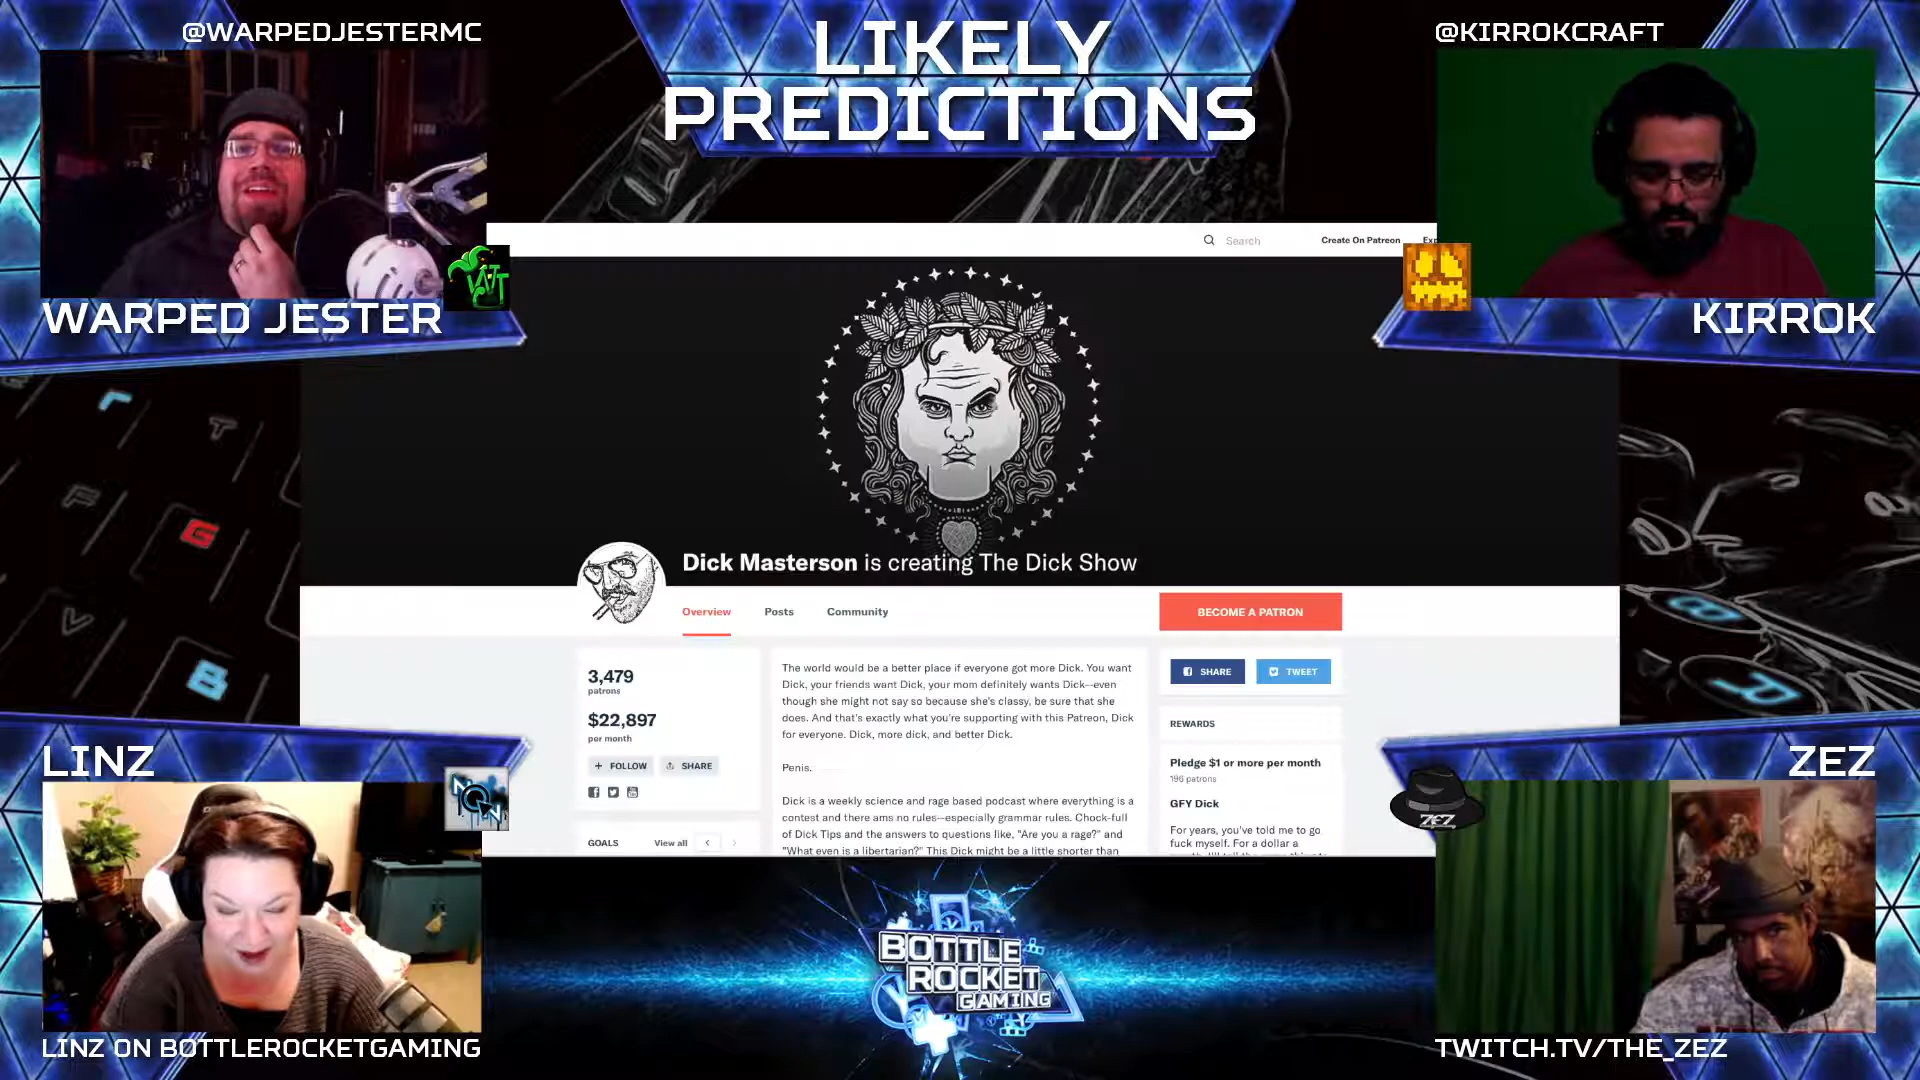 @WARPEDJESTERMC
LIKELY
PREDICTIONS
@KIRROKCRAFT
Search
Create On Patreon
WARPED JESTER
KIRROK
Dick Masterson is creating The Dick Show
Overview
Posts
Community
BECOME A PATRON
3,479
patrons
$22,897
per month
+ FOLLOW
SHARE
The world would be a better place if everyone got more Dick. You want
Dick, your friends want Dick, your mom definitely wants Dick--even
though she might not say so because she's classy, be sure that she
does. And that's exactly what you're supporting with this Patreon, Dick
for everyone. Dick, more dick, and better Dick.
Penis.
Dick is a weekly science and rage based podcast where everything is a
contest and there ams no rules--especially grammar rules. Chock-full
of Dick Tips and the answers to questions like, "Are you a rage?" and
"What even is a libertarian?" This Dick might be a little shorter than
SHARE
TWEET
REWARDS
Pledge $1 or more per month
196 patrons
GFY Dick
For years, you've told me to go
fuck myself. For a dollar a
GOALS
View all
LINZ
ZEZ
ZEZ
BOTTLE
ROCKET
GAMING
LINZ ON BOTTLEROCKETGAMING
TWITCH.TV/THE_ZEZ
T
F
G
V
B